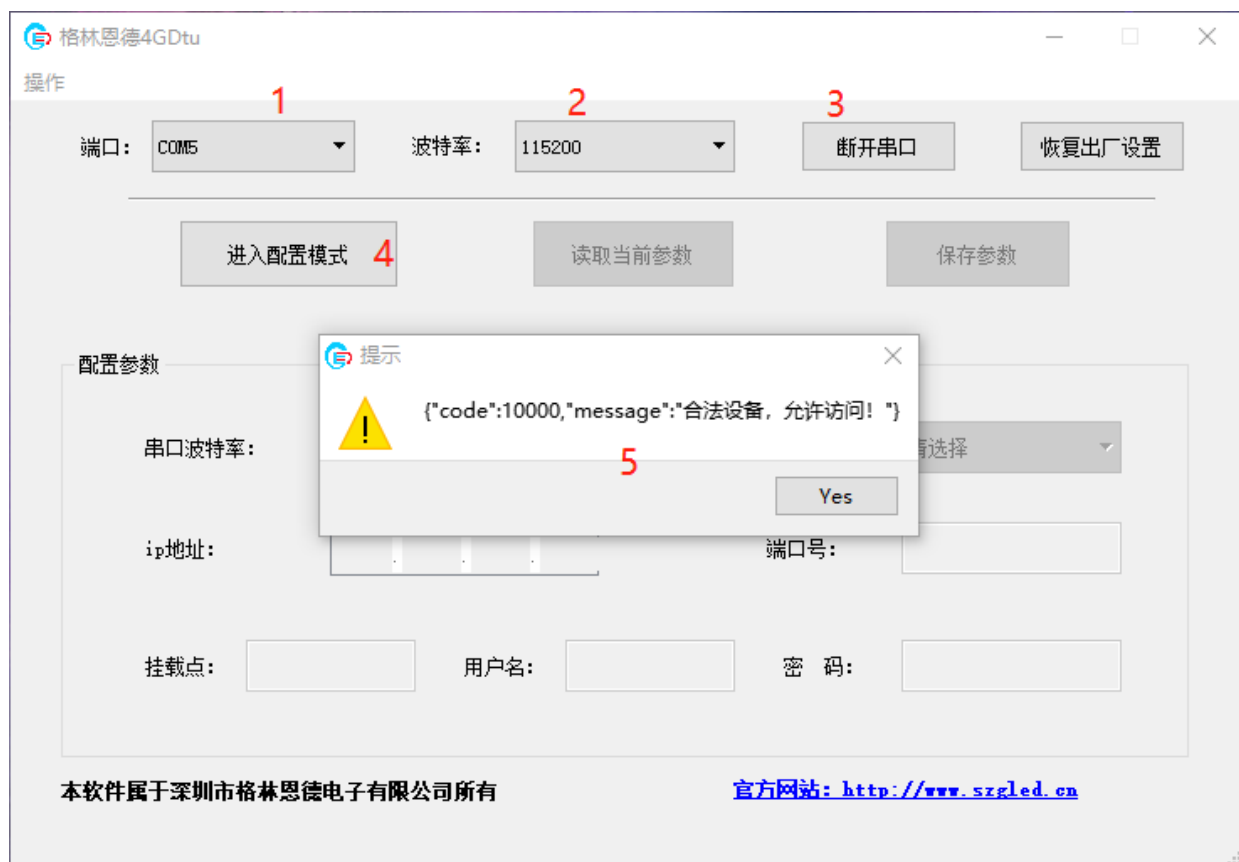 格林恩德4GDtu
操作
1 2 3
端口: COM5 波特率: 115200 断开串口 恢复出厂设置
进入配置模式 4 读取当前参数 保存参数
配置参数
提示
{"code":10000,"message":"合法设备，允许访问！"}
5
Yes
串口波特率: 请选择
ip地址: . . . 端口号:
挂载点: 用户名: 密 码:
本软件属于深圳市格林恩德电子有限公司所有 官方网站: http://www.szgled.cn